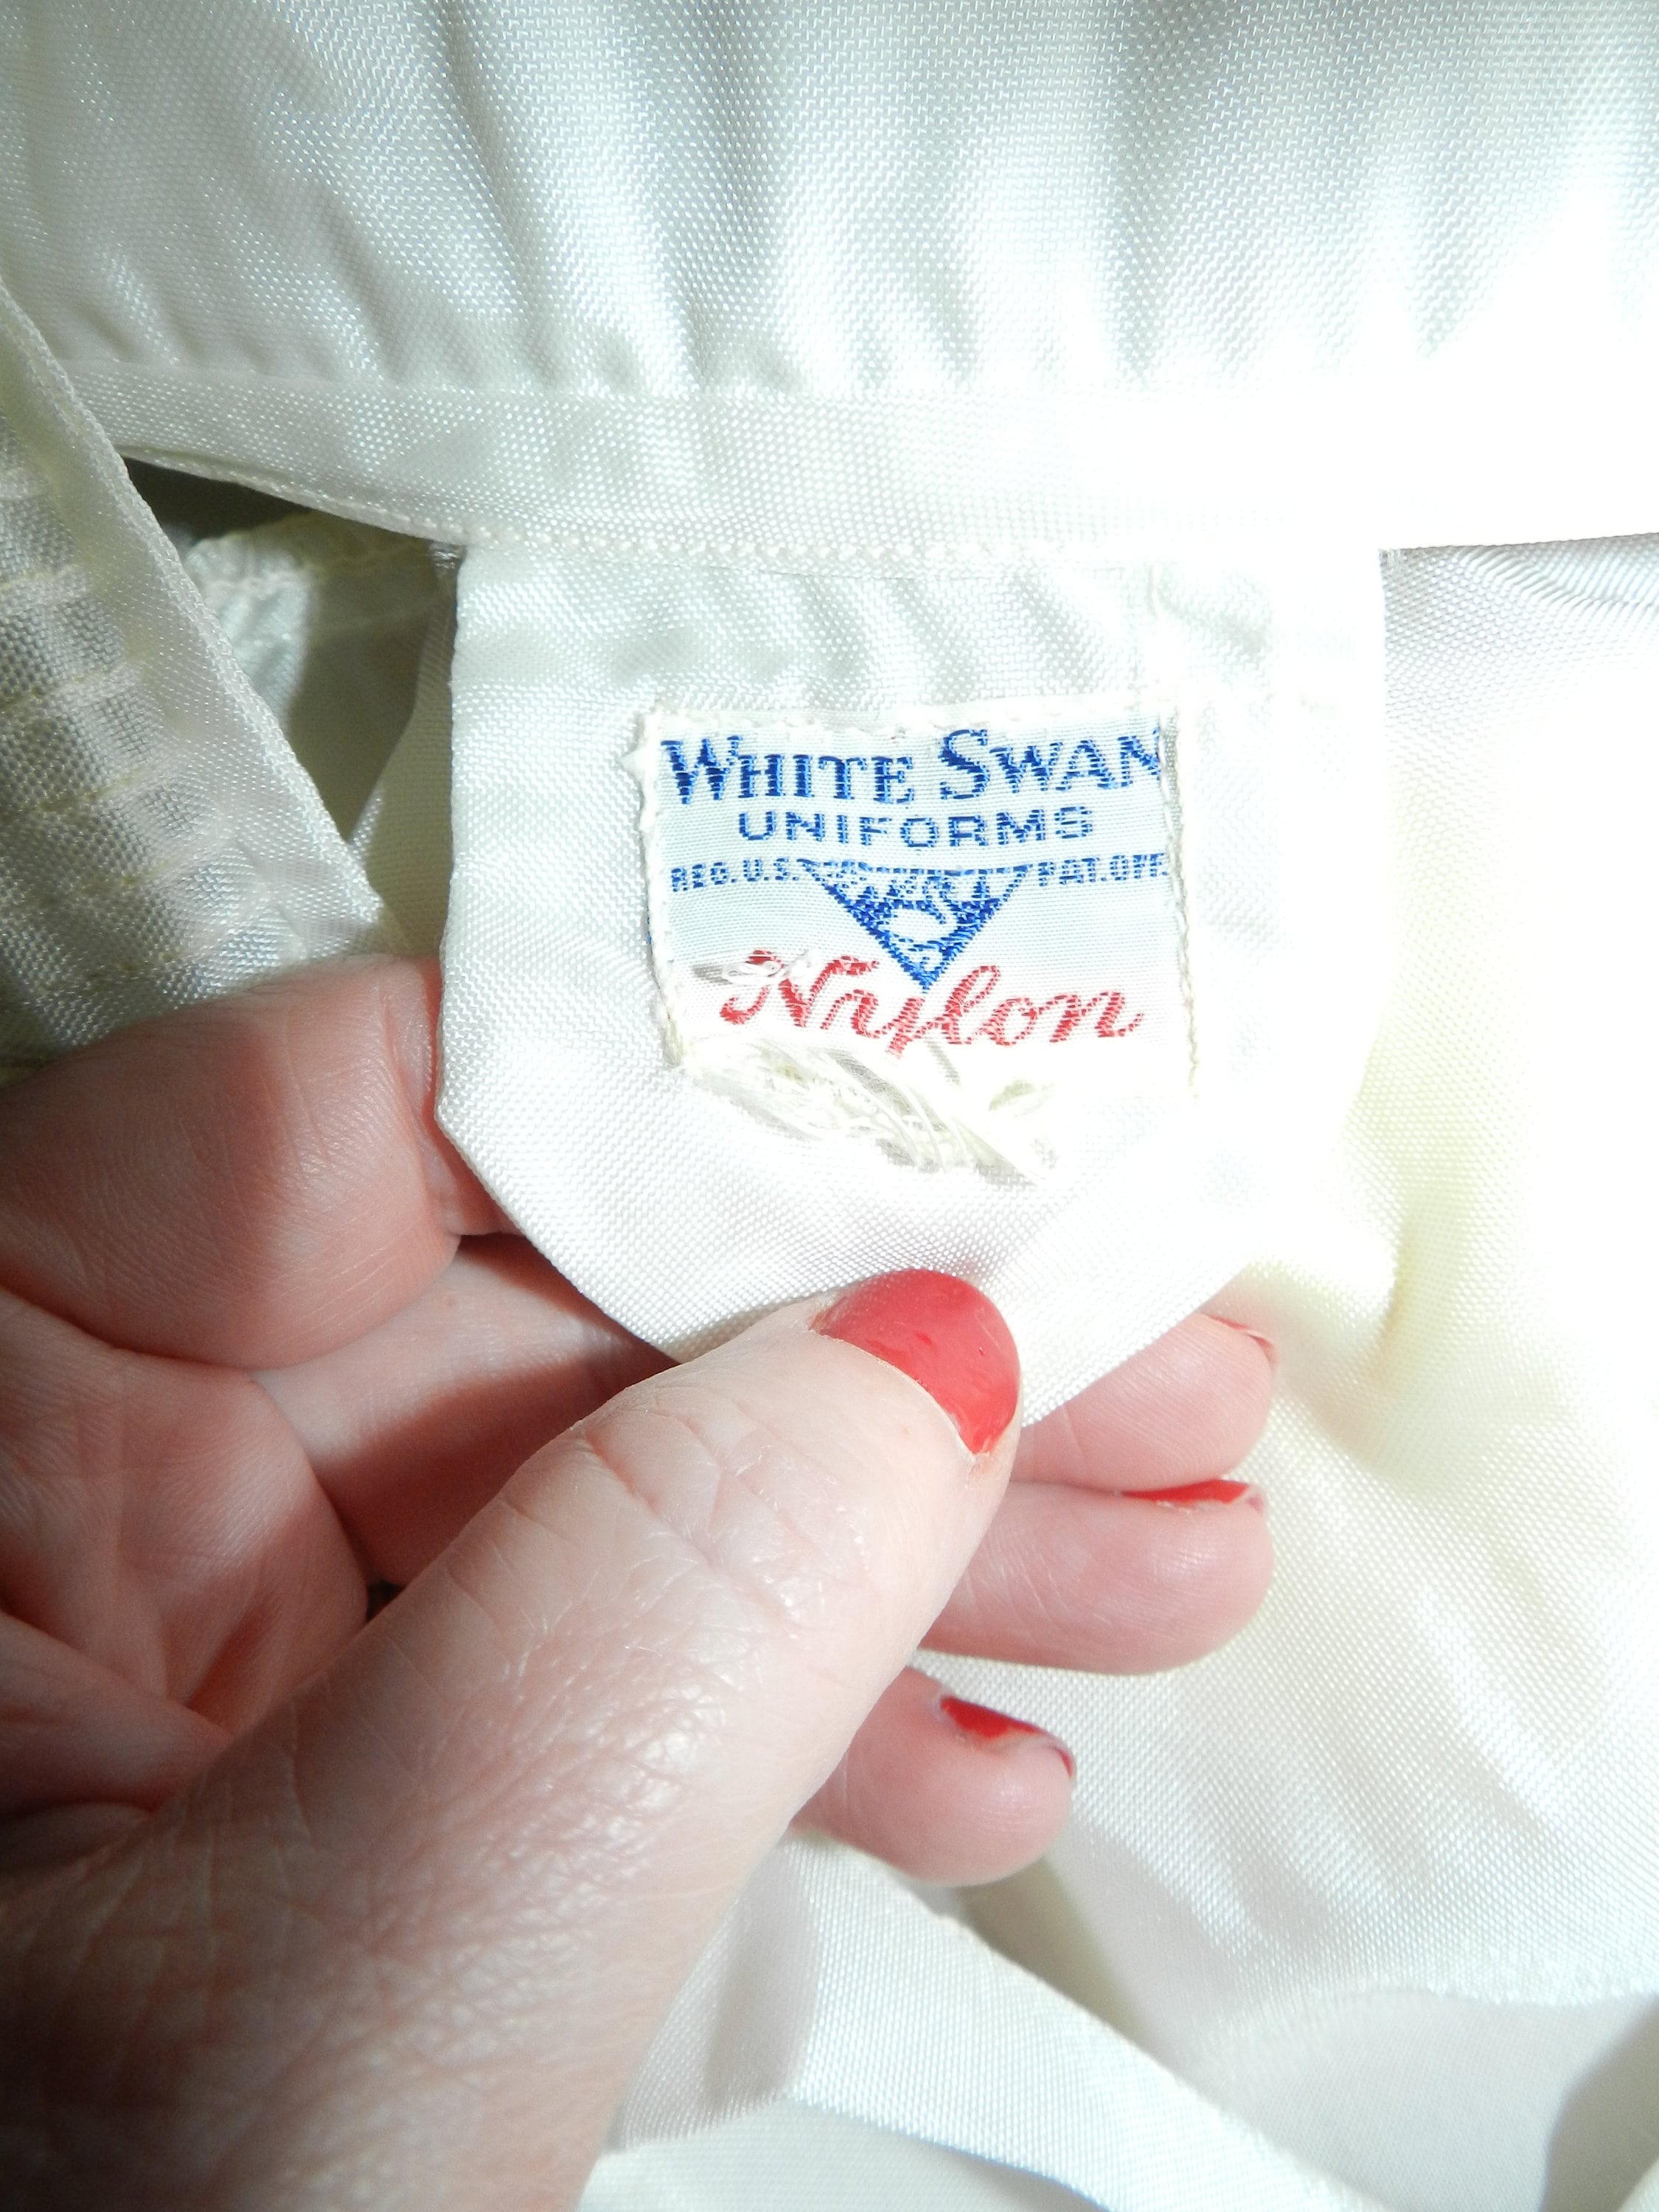 WHITE SWAN
UNIFORMS
REG. U.S. PAT. OFF.
Nylon